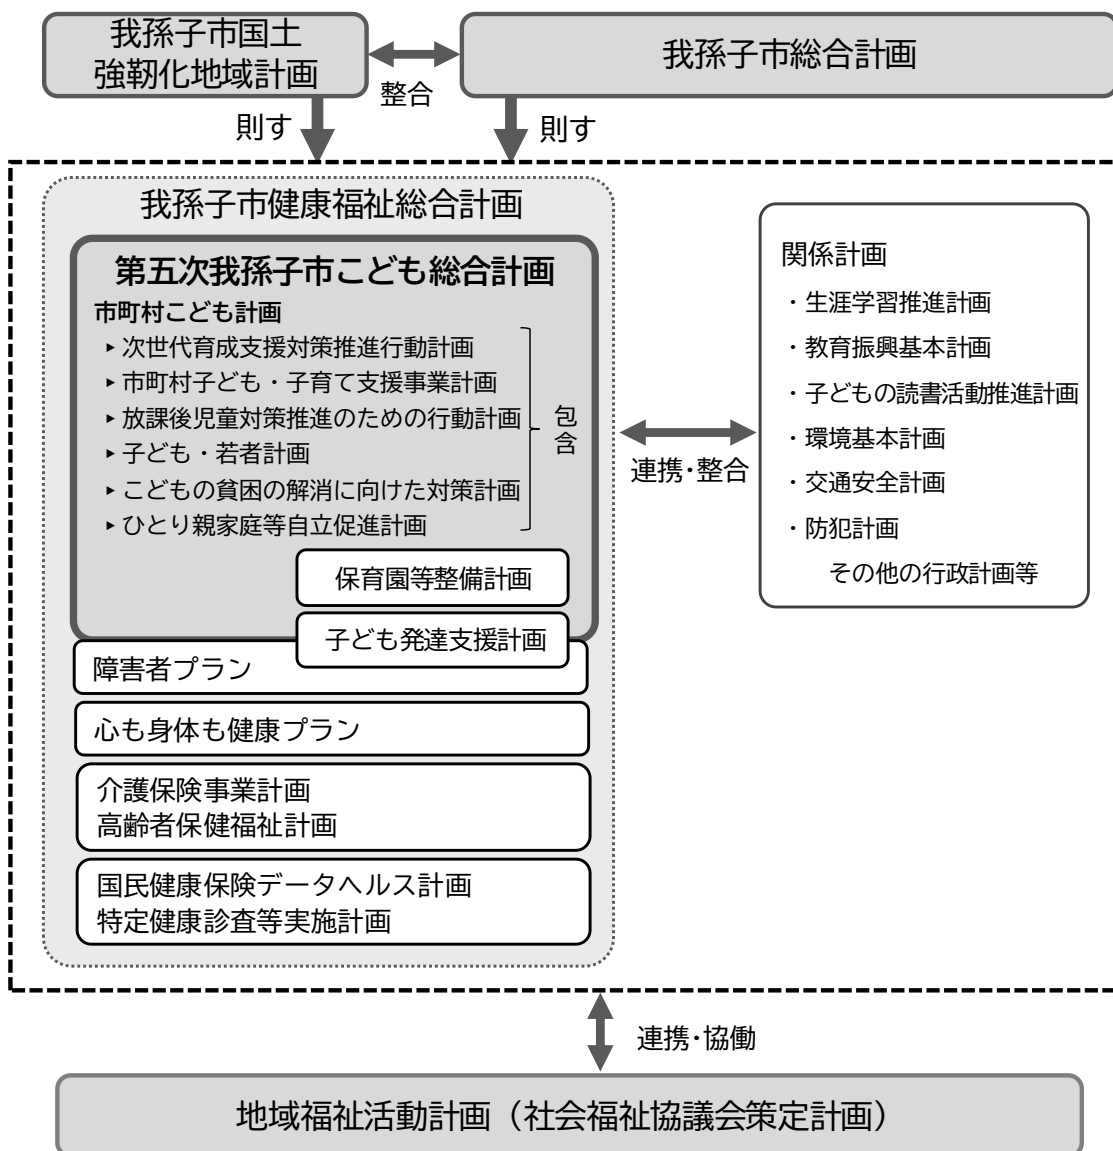 我孫子市国土
強靭化地域計画
整合
我孫子市総合計画
則す
則す
我孫子市健康福祉総合計画
第五次我孫子市こども総合計画
市町村こども計画
▸次世代育成支援対策推進行動計画
▸市町村子ども・子育て支援事業計画
▸放課後児童対策推進のための行動計画
▸子ども・若者計画
▸こどもの貧困の解消に向けた対策計画
▸ひとり親家庭等自立促進計画
包含
保育園等整備計画
子ども発達支援計画
障害者プラン
心も身体も健康プラン
介護保険事業計画
高齢者保健福祉計画
国民健康保険データヘルス計画
特定健康診査等実施計画
連携・整合
関係計画
・生涯学習推進計画
・教育振興基本計画
・子どもの読書活動推進計画
・環境基本計画
・交通安全計画
・防犯計画
その他の行政計画等
連携・協働
地域福祉活動計画（社会福祉協議会策定計画）